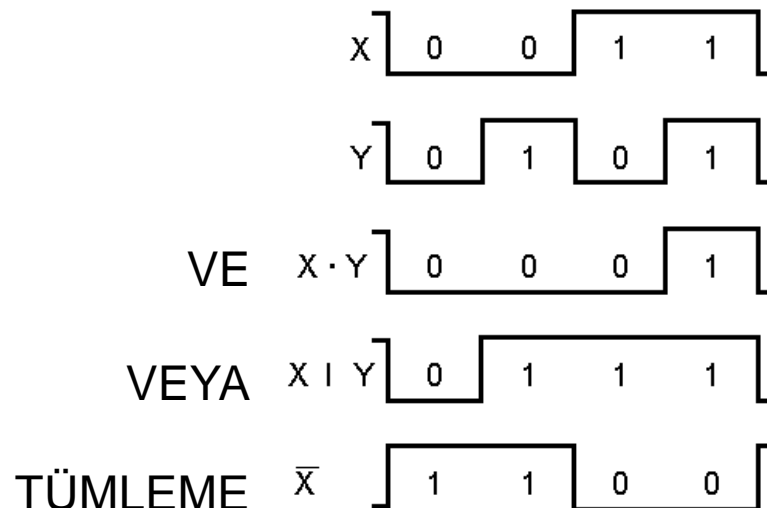 X 0 0 1 1
Y 0 1 0 1
VE X · Y 0 0 0 1
VEYA X I Y 0 1 1 1
TÜMLEME X̅ 1 1 0 0